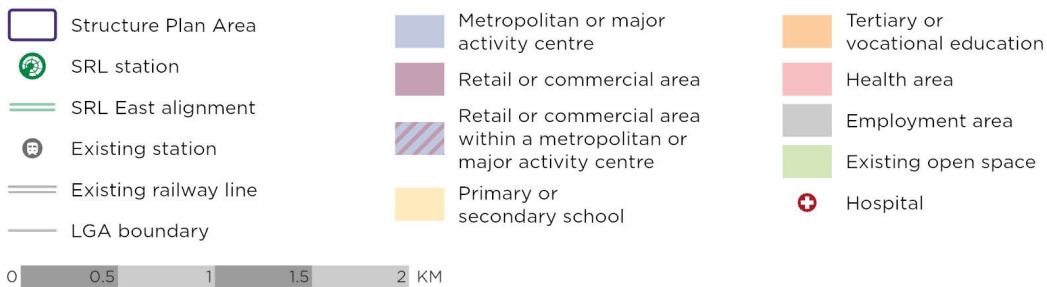 Structure Plan Area
SRL station
SRL East alignment
Existing station
Existing railway line
LGA boundary
Metropolitan or major
activity centre
Retail or commercial area
Retail or commercial area
within a metropolitan or
major activity centre
Primary or
secondary school
Tertiary or
vocational education
Health area
Employment area
Existing open space
Hospital
0 0.5 1 1.5 2 KM